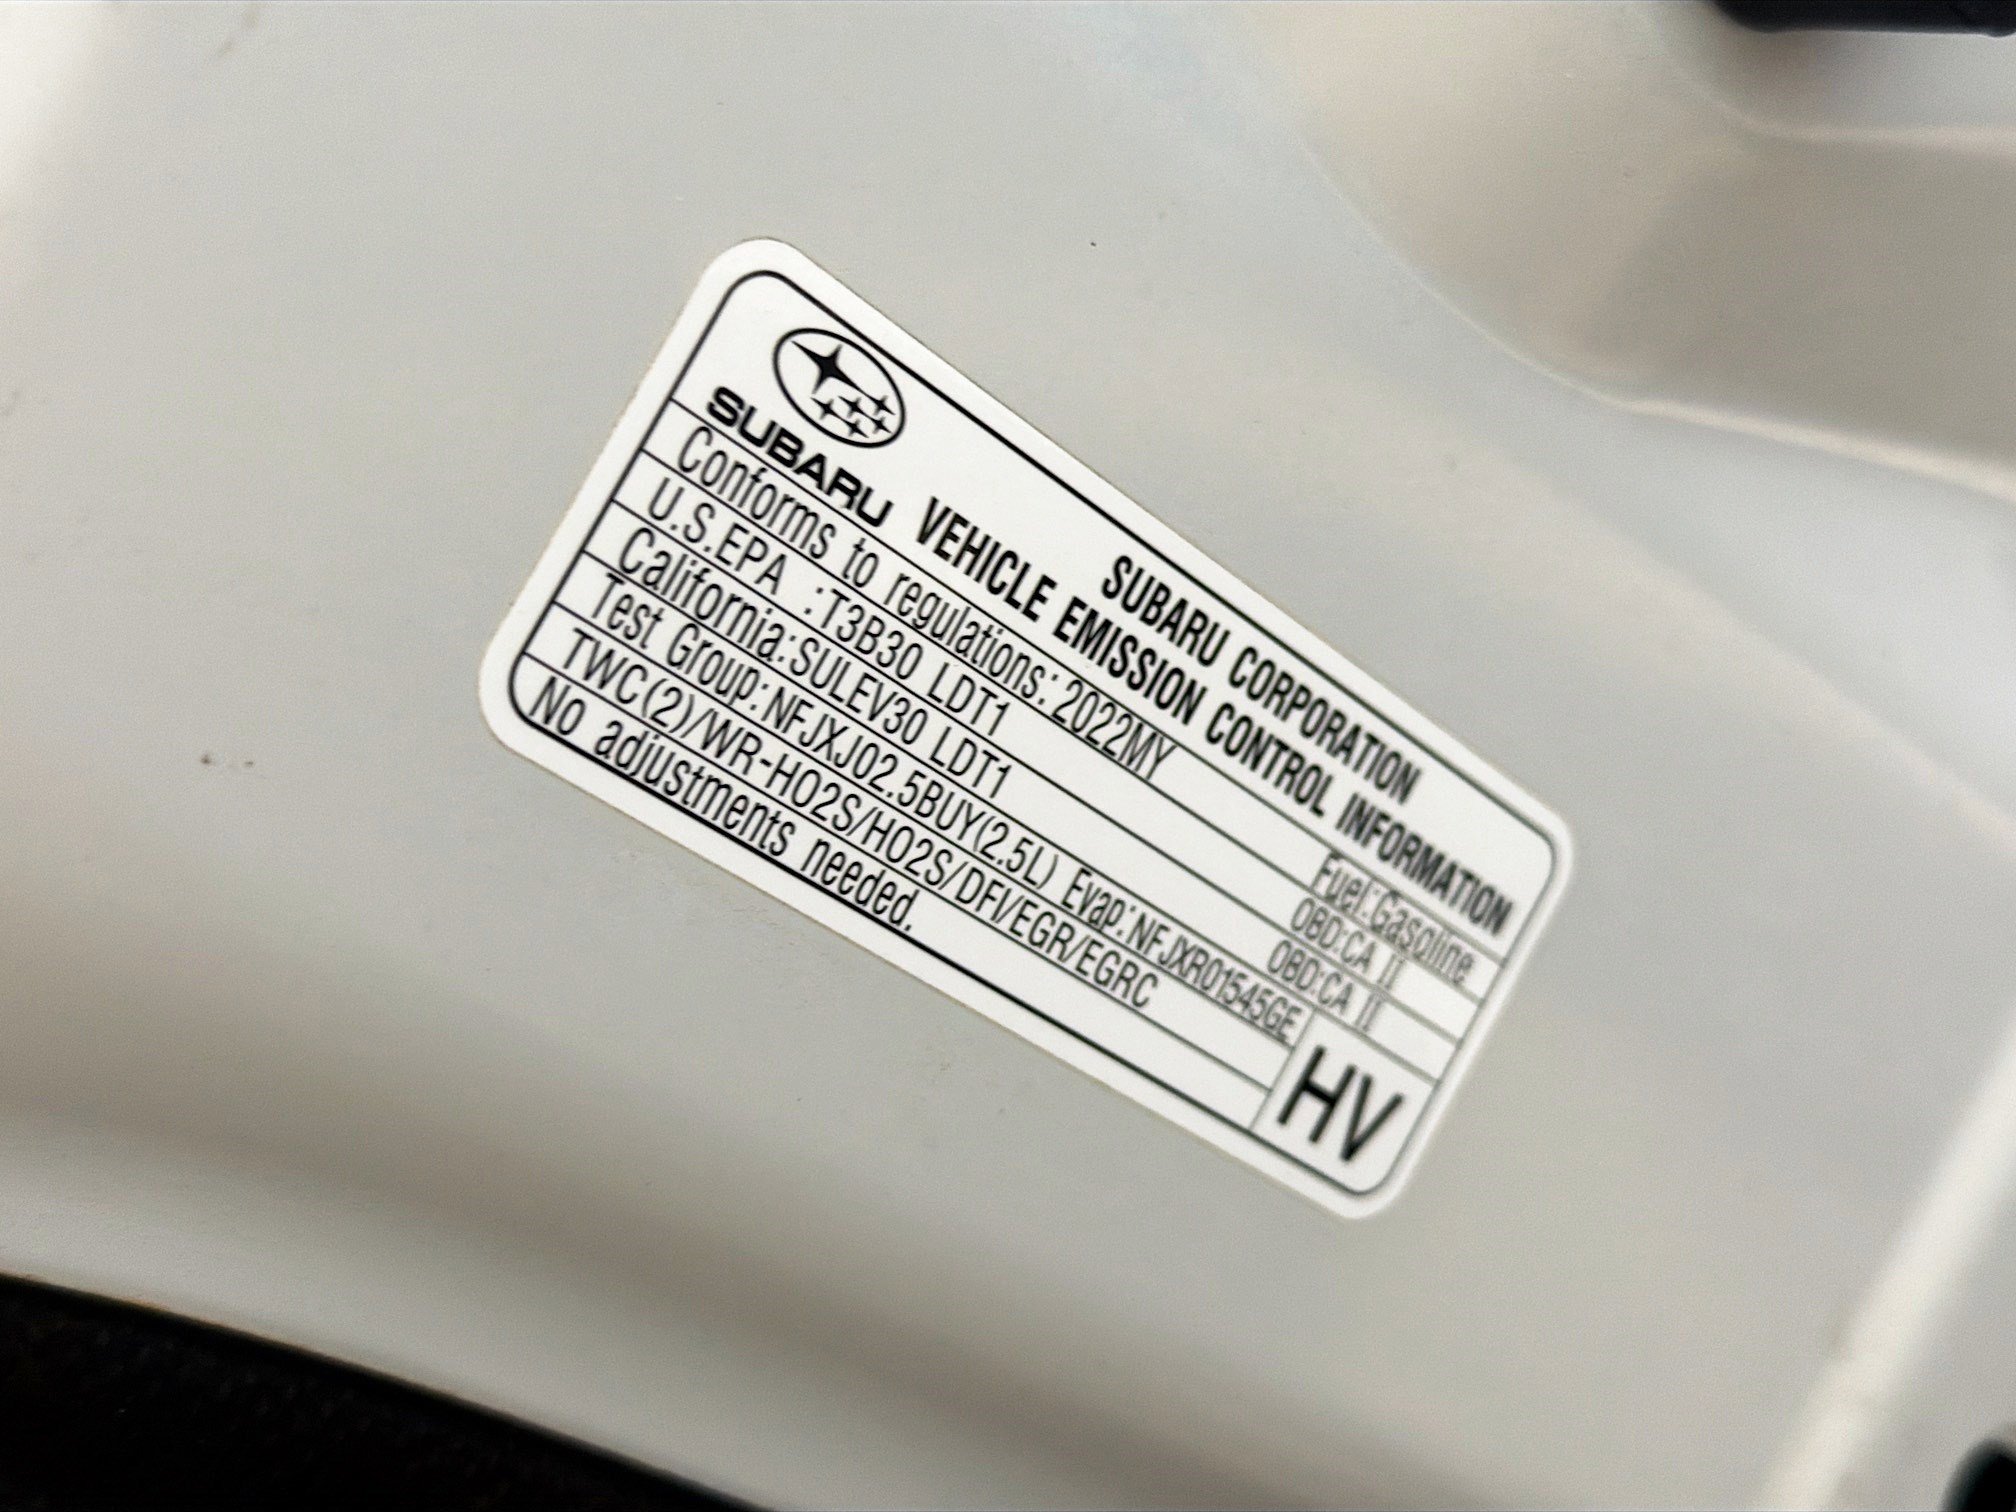 SUBARU
SUBARU CORPORATION
VEHICLE EMISSION CONTROL INFORMATION
Conforms to regulations:2022MY Fuel:Gasoline
U.S.EPA :T3B30 LDT1 OBD:CA II
California:SULEV30 LDT1 OBD:CA II
Test Group:NFJXJ02.5BUY(2.5L) Evap:NFJXR01545GE
TWC(2)/WR-HO2S/HO2S/DFI/EGR/EGRC
No adjustments needed.
HV